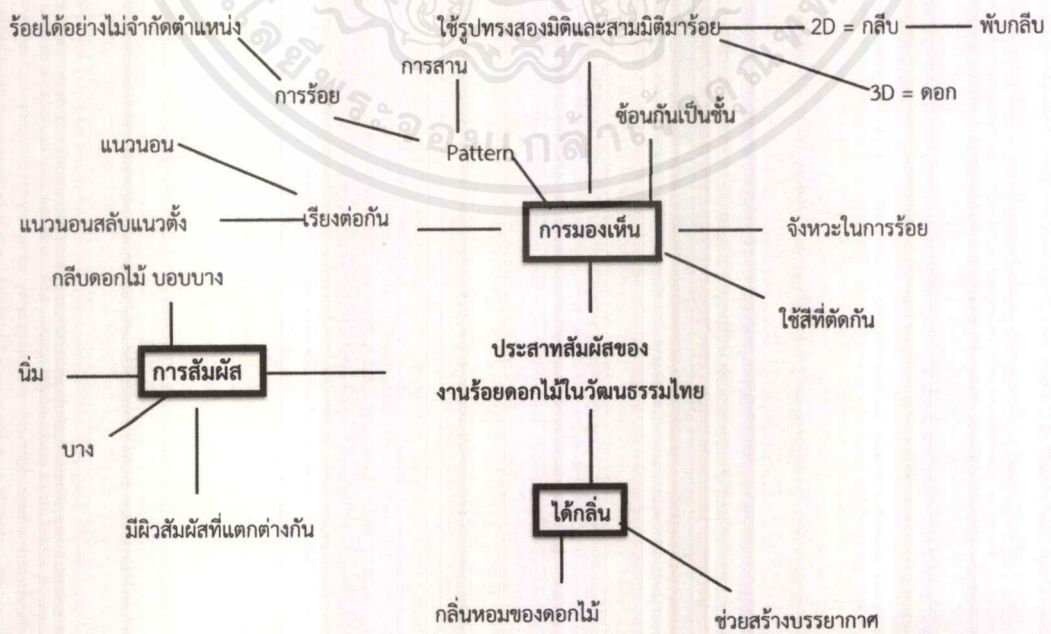 ร้อยได้อย่างไม่จำกัดตำแหน่ง
ใช้รูปทรงสองมิติและสามมิติมาร้อย
2D = กลีบ
พับกลีบ
การสาน
การร้อย
3D = ดอก
ซ้อนกันเป็นชั้น
แนวนอน
Pattern
แนวนอนสลับแนวตั้ง
เรียงต่อกัน
การมองเห็น
จังหวะในการร้อย
กลีบดอกไม้ บอบบาง
ใช้สีที่ตัดกัน
ประสาทสัมผัสของ
งานร้อยดอกไม้ในวัฒนธรรมไทย
นิ่ม
การสัมผัส
บาง
มีผิวสัมผัสที่แตกต่างกัน
ได้กลิ่น
กลิ่นหอมของดอกไม้
ช่วยสร้างบรรยากาศ